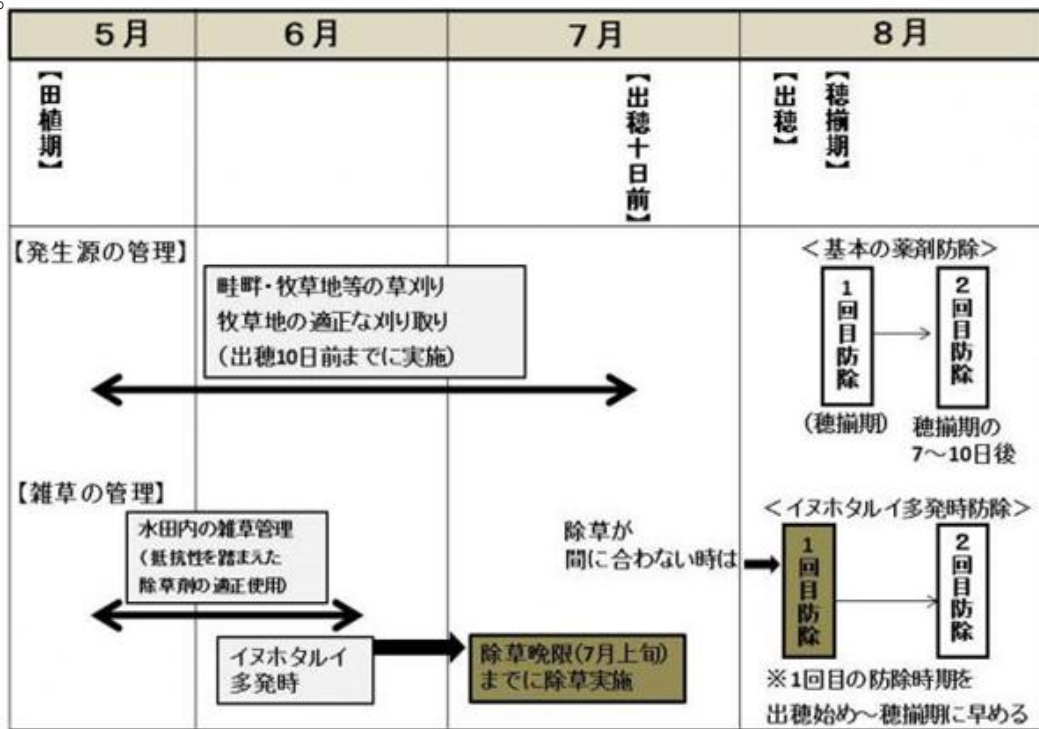 5月
6月
7月
8月
【田植期】
【出穂十日前】
【出穂】
【穂揃期】
【発生源の管理】
畦畔・牧草地等の草刈り
牧草地の適正な刈り取り
(出穂10日前までに実施)
<基本の薬剤防除>
1回目防除
2回目防除
(穂揃期)
穂揃期の
7～10日後
【雑草の管理】
水田内の雑草管理
(抵抗性を踏まえた
除草剤の適正使用)
イヌホタルイ
多発時
除草晩限(7月上旬)
までに除草実施
除草が
間に合わない時は
<イヌホタルイ多発時防除>
1回目防除
2回目防除
※1回目の防除時期を
出穂始め～穂揃期に早める